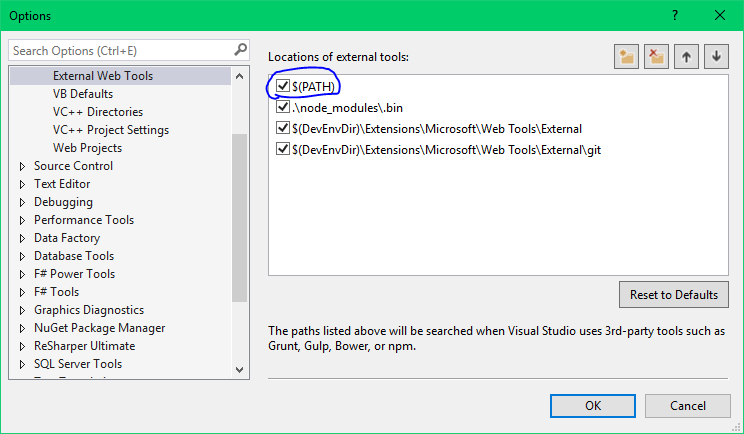 Options
?
Search Options (Ctrl+E)
External Web Tools
VB Defaults
VC++ Directories
VC++ Project Settings
Web Projects
Source Control
Text Editor
Debugging
Performance Tools
Data Factory
Database Tools
F# Power Tools
F# Tools
Graphics Diagnostics
NuGet Package Manager
ReSharper Ultimate
SQL Server Tools
Locations of external tools:
$(PATH)
.\node_modules\.bin
$(DevEnvDir)\Extensions\Microsoft\Web Tools\External
$(DevEnvDir)\Extensions\Microsoft\Web Tools\External\git
Reset to Defaults
The paths listed above will be searched when Visual Studio uses 3rd-party tools such as
Grunt, Gulp, Bower, or npm.
OK
Cancel